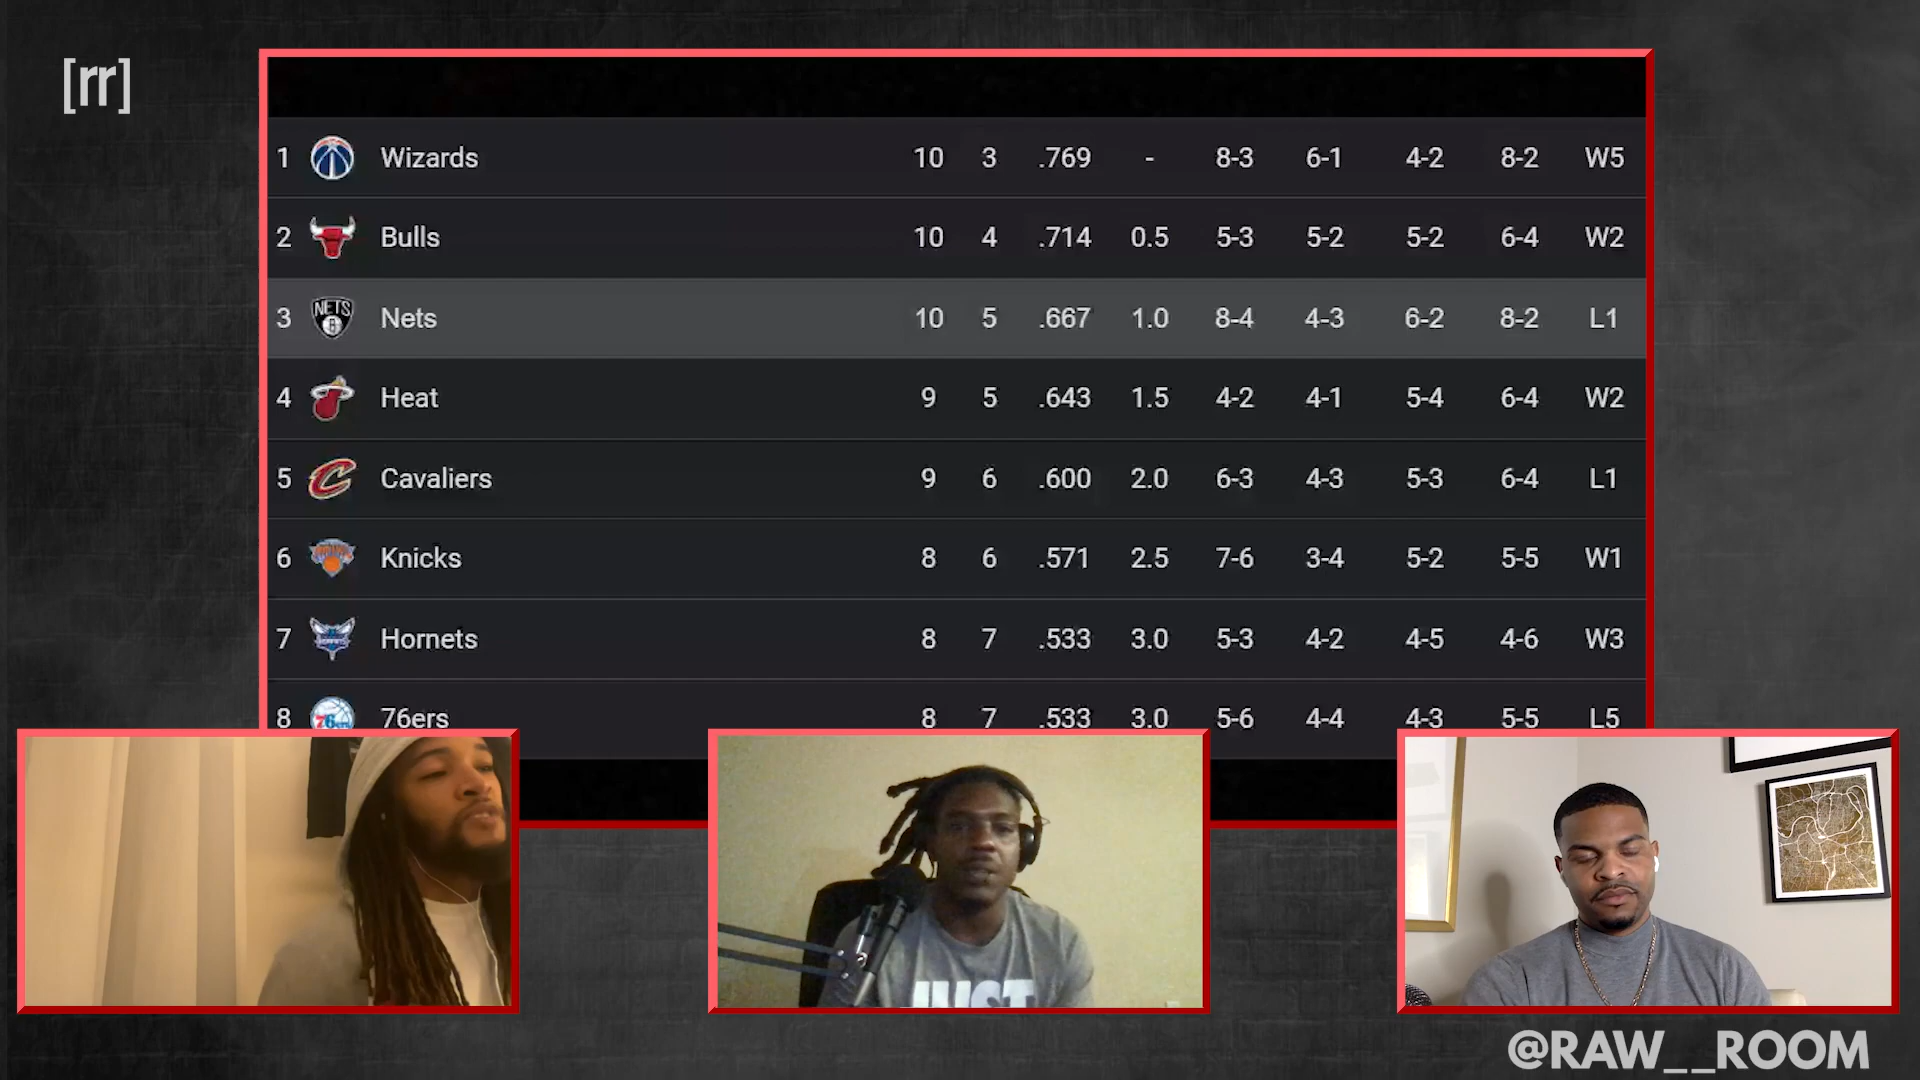 [rr]
1 Wizards 10 3 .769 - 8-3 6-1 4-2 8-2 W5
2 Bulls 10 4 .714 0.5 5-3 5-2 5-2 6-4 W2
3 NETS B Nets 10 5 .667 1.0 8-4 4-3 6-2 8-2 L1
4 Heat 9 5 .643 1.5 4-2 4-1 5-4 6-4 W2
5 C Cavaliers 9 6 .600 2.0 6-3 4-3 5-3 6-4 L1
6 Knicks 8 6 .571 2.5 7-6 3-4 5-2 5-5 W1
7 Hornets 8 7 .533 3.0 5-3 4-2 4-5 4-6 W3
8 76ers 76ers 8 7 .533 3.0 5-6 4-4 4-3 5-5 L5
JUST
@RAW__ROOM